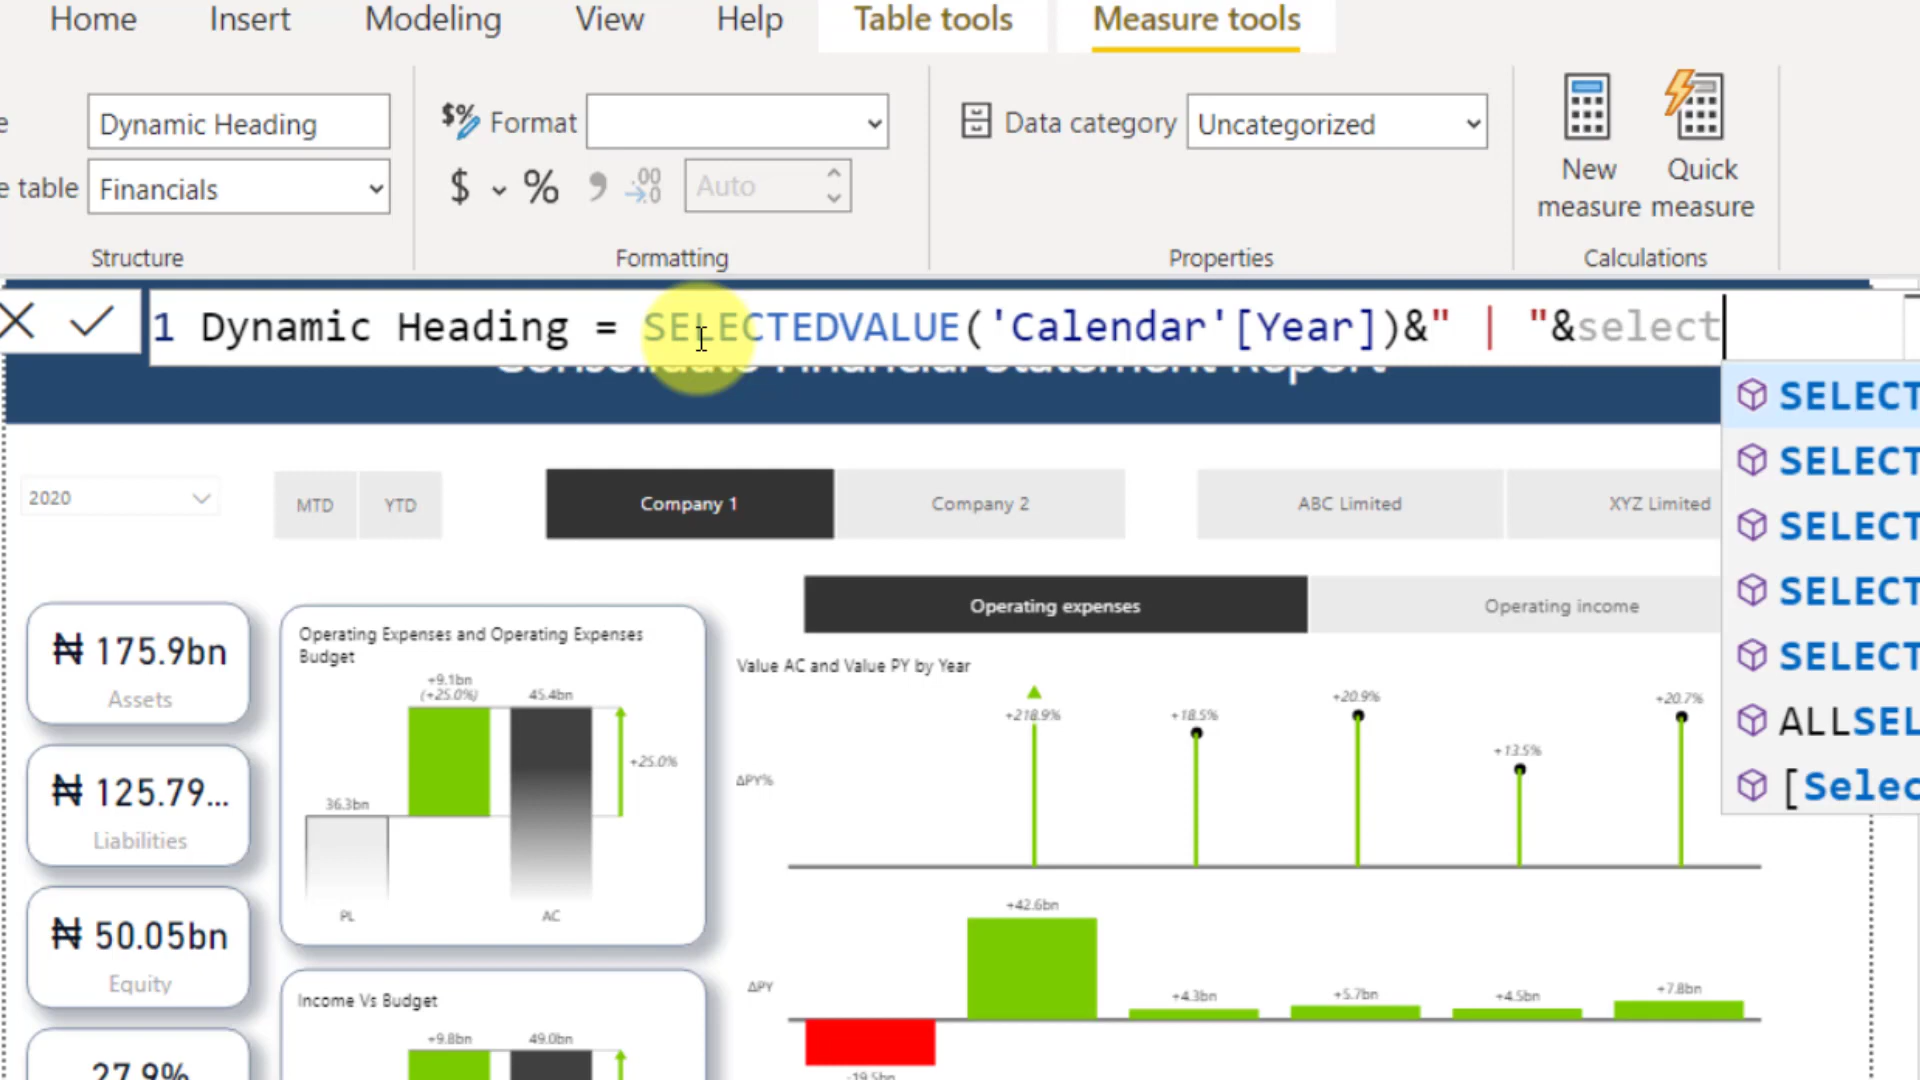 Home Insert Modeling View Help Table tools Measure tools
Dynamic Heading
Format
Data category Uncategorized
New measure
Quick measure
table Financials
$ % Auto
Structure Formatting Properties Calculations
1 Dynamic Heading = SELECTEDVALUE('Calendar'[Year])&" | "&select
Consolidate Financial Statement Report
SELECT
SELECT
SELECT
SELECT
SELECT
ALLSEL
[Selec
2020 MTD YTD Company 1 Company 2 ABC Limited XYZ Limited
Operating expenses Operating income
₦ 175.9bn
Assets
₦ 125.79...
Liabilities
₦ 50.05bn
Equity
27.9%
Operating Expenses and Operating Expenses
Budget
+9.1bn
(+25.0%)
45.4bn
+25.0%
36.3bn
PL AC
Income Vs Budget
+9.8bn 49.0bn
Value AC and Value PY by Year
+218.9% +18.5% +20.9% +13.5% +20.7%
ΔPY%
+42.6bn
ΔPY
+4.3bn +5.7bn +4.5bn +7.8bn
-19.5bn